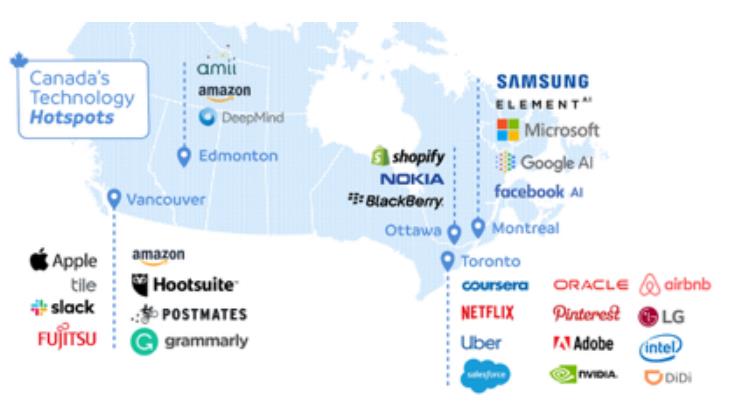 Canada's
Technology
Hotspots
amii
amazon
DeepMind
Edmonton
Vancouver
Apple
tile
slack
FUJITSU
amazon
Hootsuite™
POSTMATES
grammarly
shopify
NOKIA
BlackBerry.
Ottawa
SAMSUNG
ELEMENT AI
Microsoft
Google AI
facebook AI
Montreal
Toronto
coursera
ORACLE
airbnb
NETFLIX
Pinterest
LG
Uber
Adobe
intel
salesforce
NVIDIA.
DiDi